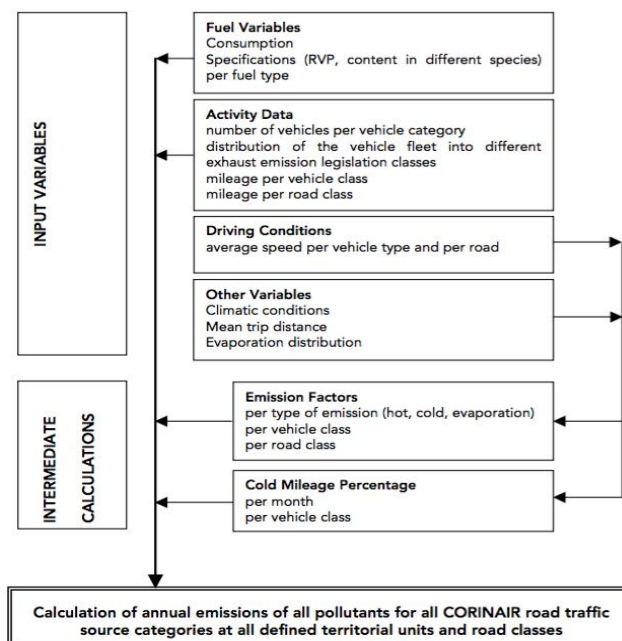 Fuel Variables
Consumption
Specifications (RVP, content in different species)
per fuel type
Activity Data
number of vehicles per vehicle category
distribution of the vehicle fleet into different
exhaust emission legislation classes
mileage per vehicle class
mileage per road class
INPUT VARIABLES
Driving Conditions
average speed per vehicle type and per road
Other Variables
Climatic conditions
Mean trip distance
Evaporation distribution
Emission Factors
per type of emission (hot, cold, evaporation)
per vehicle class
per road class
INTERMEDIATE
CALCULATIONS
Cold Mileage Percentage
per month
per vehicle class
Calculation of annual emissions of all pollutants for all CORINAIR road traffic
source categories at all defined territorial units and road classes